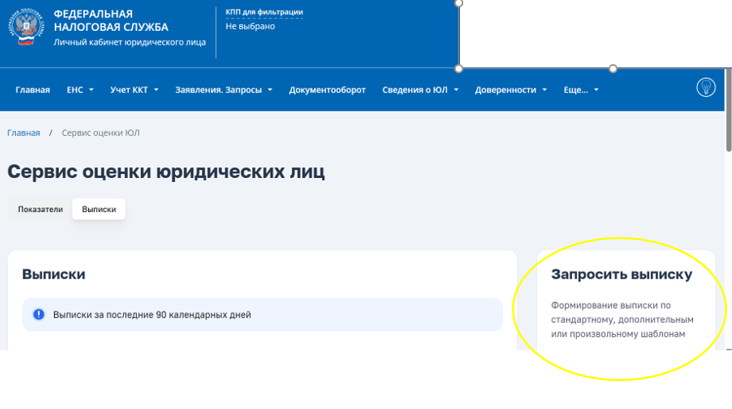 ФЕДЕРАЛЬНАЯ
НАЛОГОВАЯ СЛУЖБА
Личный кабинет юридического лица
КПП для фильтрации
Не выбрано
Главная ЕНС Учет ККТ Заявления. Запросы Документооборот Сведения о ЮЛ Доверенности Еще...
Главная / Сервис оценки ЮЛ
Сервис оценки юридических лиц
Показатели Выписки
Выписки
Выписки за последние 90 календарных дней
Запросить выписку
Формирование выписки по
стандартному, дополнительным
или произвольному шаблонам